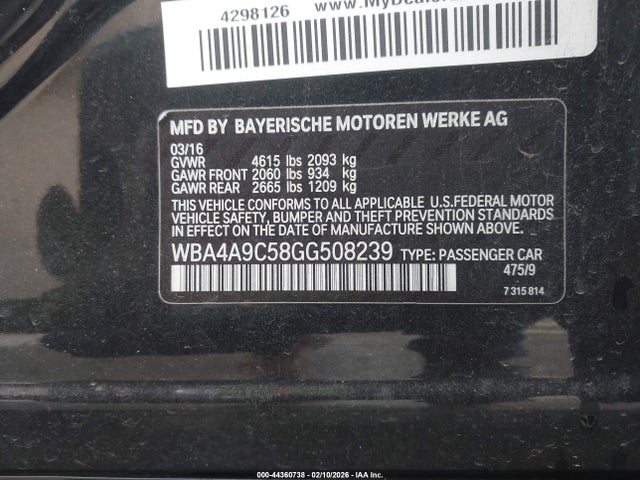 4298126 www.MyDeale
MFD BY BAYERISCHE MOTOREN WERKE AG
03/16
GVWR 4615 lbs 2093 kg
GAWR FRONT 2060 lbs 934 kg
GAWR REAR 2665 lbs 1209 kg
THIS VEHICLE CONFORMS TO ALL APPLICABLE U.S.FEDERAL MOTOR
VEHICLE SAFETY, BUMPER AND THEFT PREVENTION STANDARDS
IN EFFECT ON THE DATE OF MANUFACTURE SHOWN ABOVE.
WBA4A9C58GG508239 TYPE: PASSENGER CAR
475/9
7 315 814
000-44360738 - 02/10/2026 - IAA Inc.